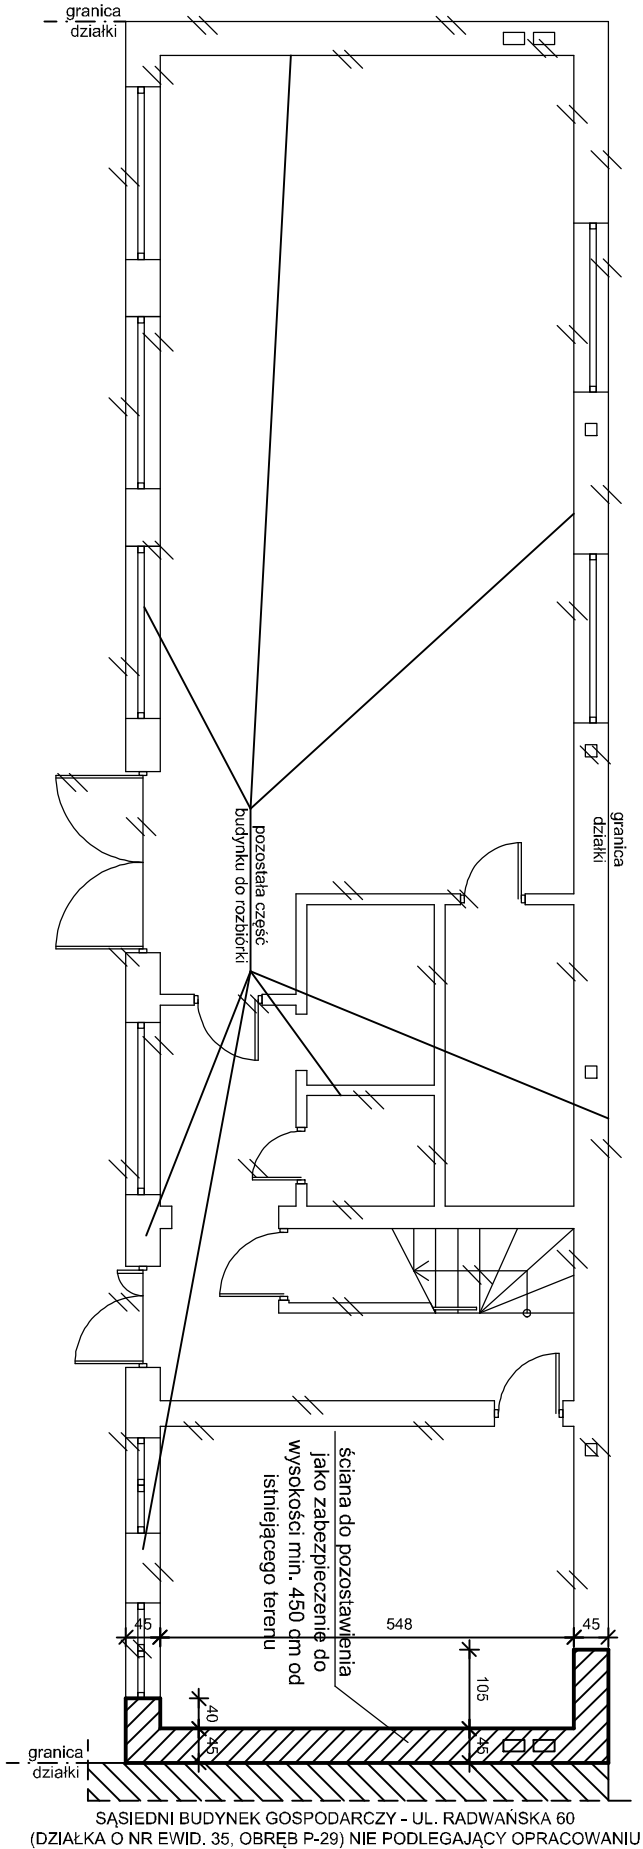 granica
działki
granica
działki
pozostała część
budynku do rozbiórki
ściana do pozostawienia
jako zabezpieczenie do
wysokości min. 450 cm od
istniejącego terenu
45
548
45
105
40
45
45
granica
działki
SĄSIEDNI BUDYNEK GOSPODARCZY - UL. RADWAŃSKA 60
(DZIAŁKA O NR EWID. 35, OBRĘB P-29) NIE PODLEGAJĄCY OPRACOWANIU